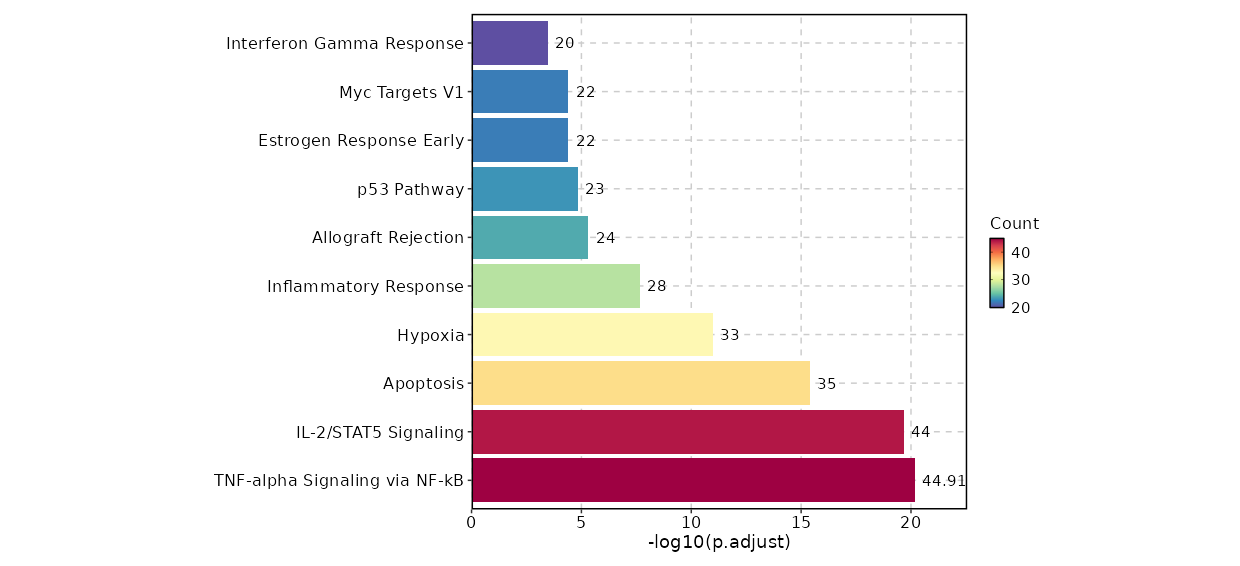 Interferon Gamma Response 20
Myc Targets V1 22
Estrogen Response Early 22
p53 Pathway 23
Allograft Rejection 24
Inflammatory Response 28
Hypoxia 33
Apoptosis 35
IL-2/STAT5 Signaling 44
TNF-alpha Signaling via NF-kB 44.91
0 5 10 15 20
-log10(p.adjust)
Count
40
30
20